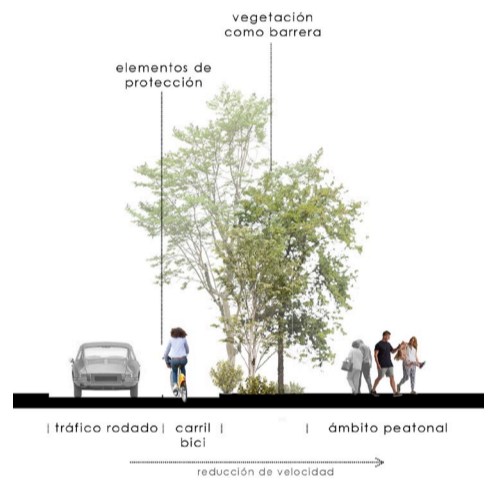 vegetación
como barrera
elementos de
protección
| tráfico rodado | carril | | ámbito peatonal
bici
reducción de velocidad